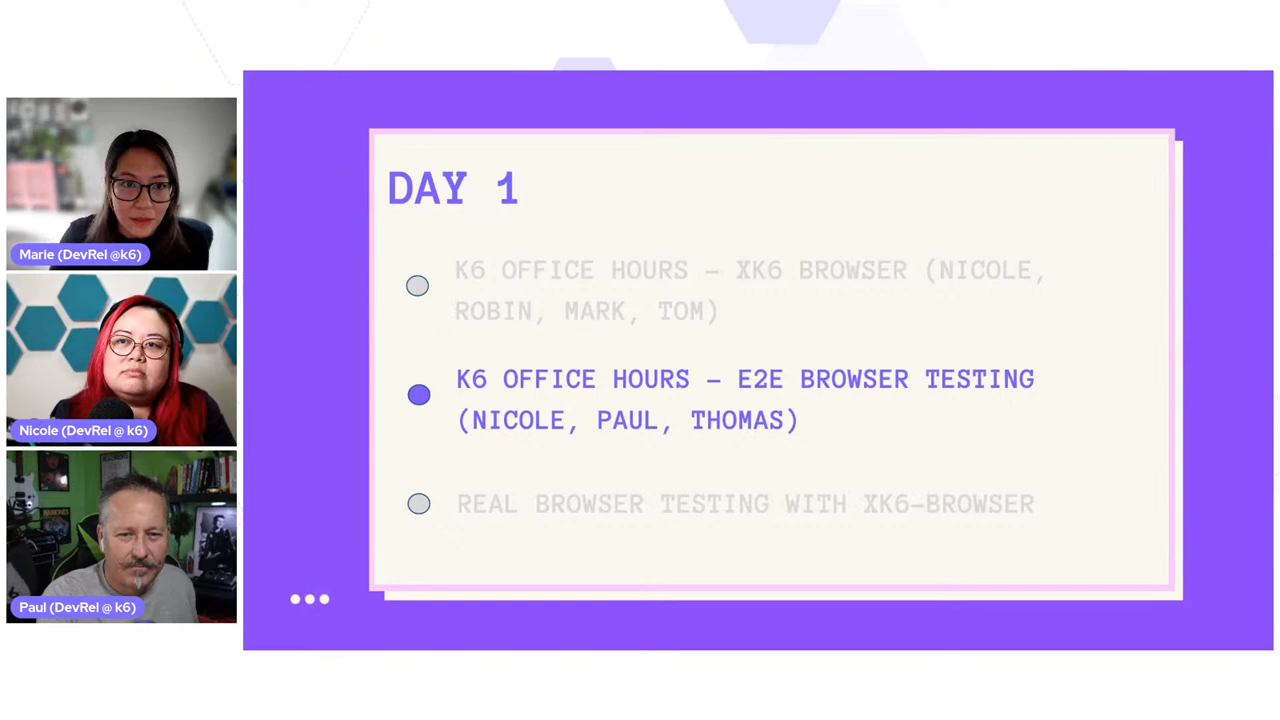 DAY 1
K6 OFFICE HOURS – XK6 BROWSER (NICOLE,
ROBIN, MARK, TOM)
K6 OFFICE HOURS – E2E BROWSER TESTING
(NICOLE, PAUL, THOMAS)
REAL BROWSER TESTING WITH XK6-BROWSER
Marie (DevRel @k6)
Nicole (DevRel @ k6)
Paul (DevRel @ k6)